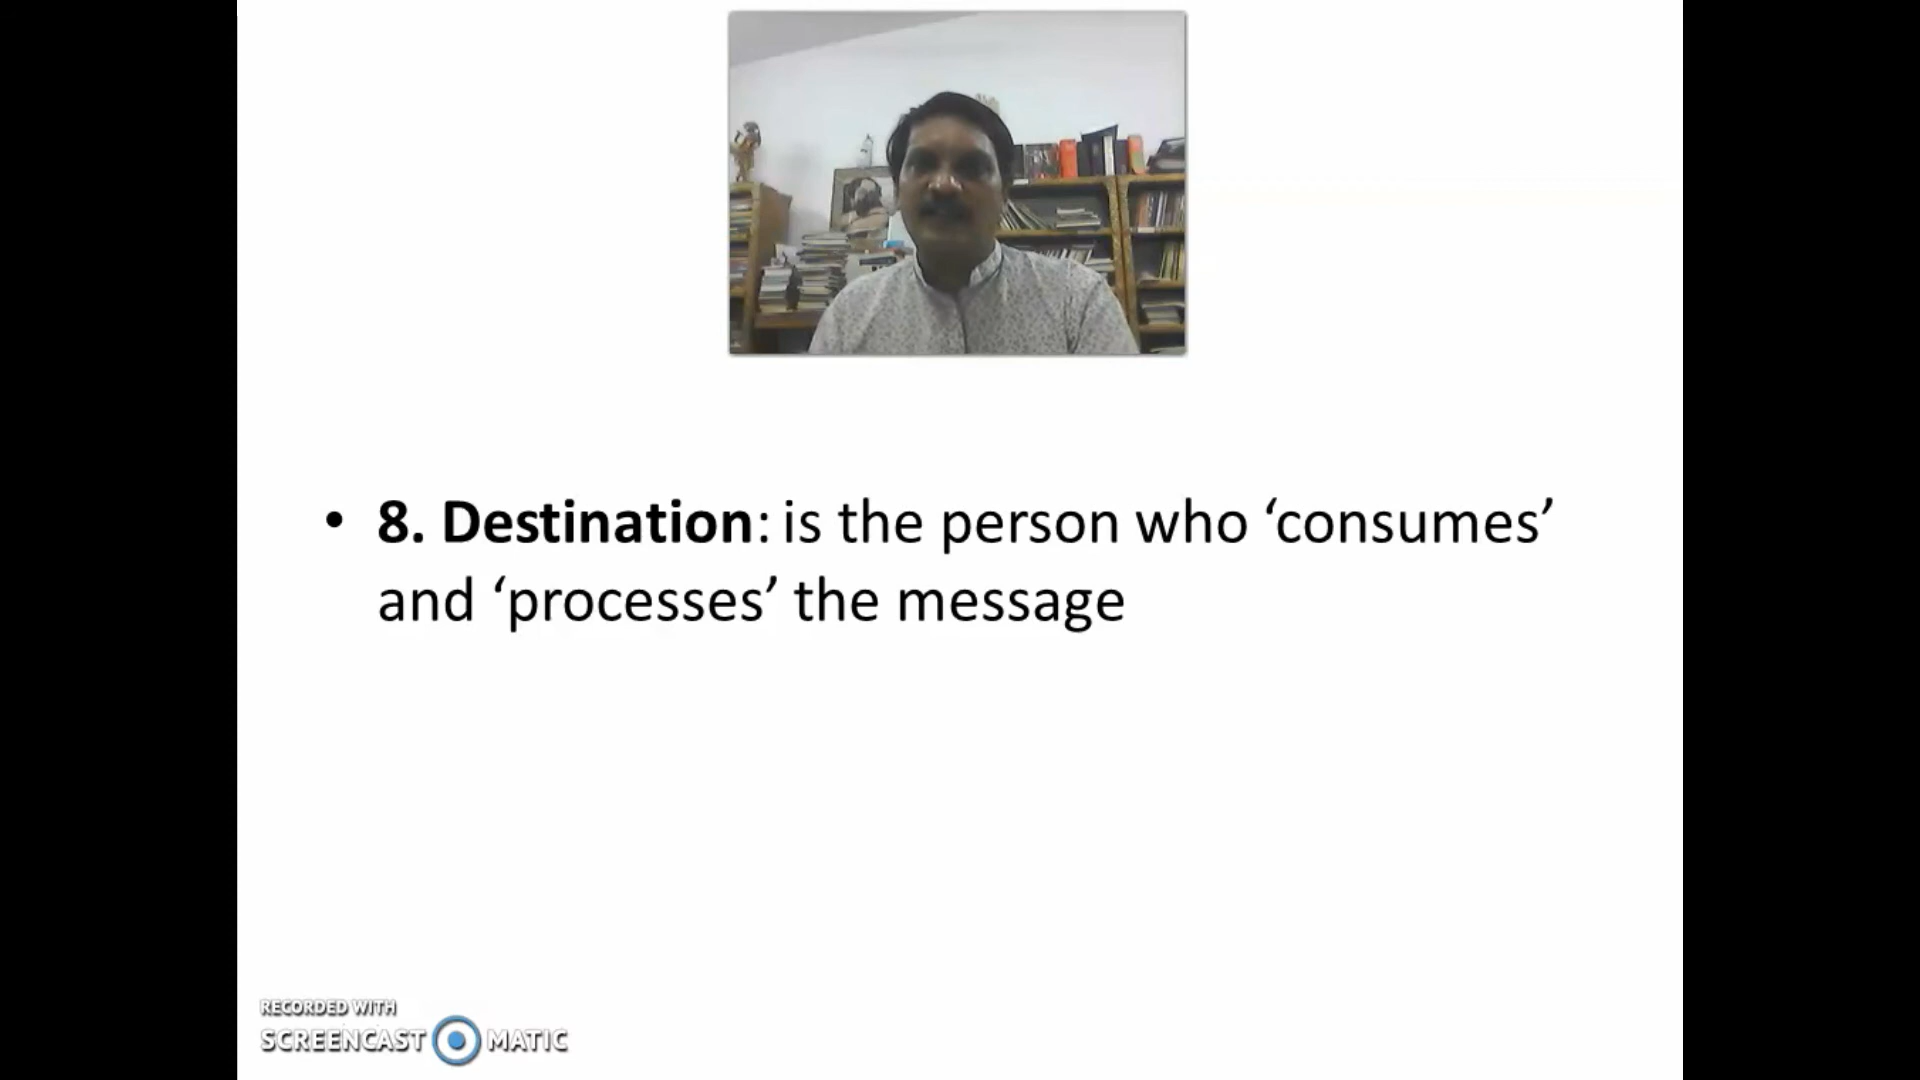 • 8. Destination: is the person who ‘consumes’
and ‘processes’ the message
RECORDED WITH
SCREENCAST MATIC